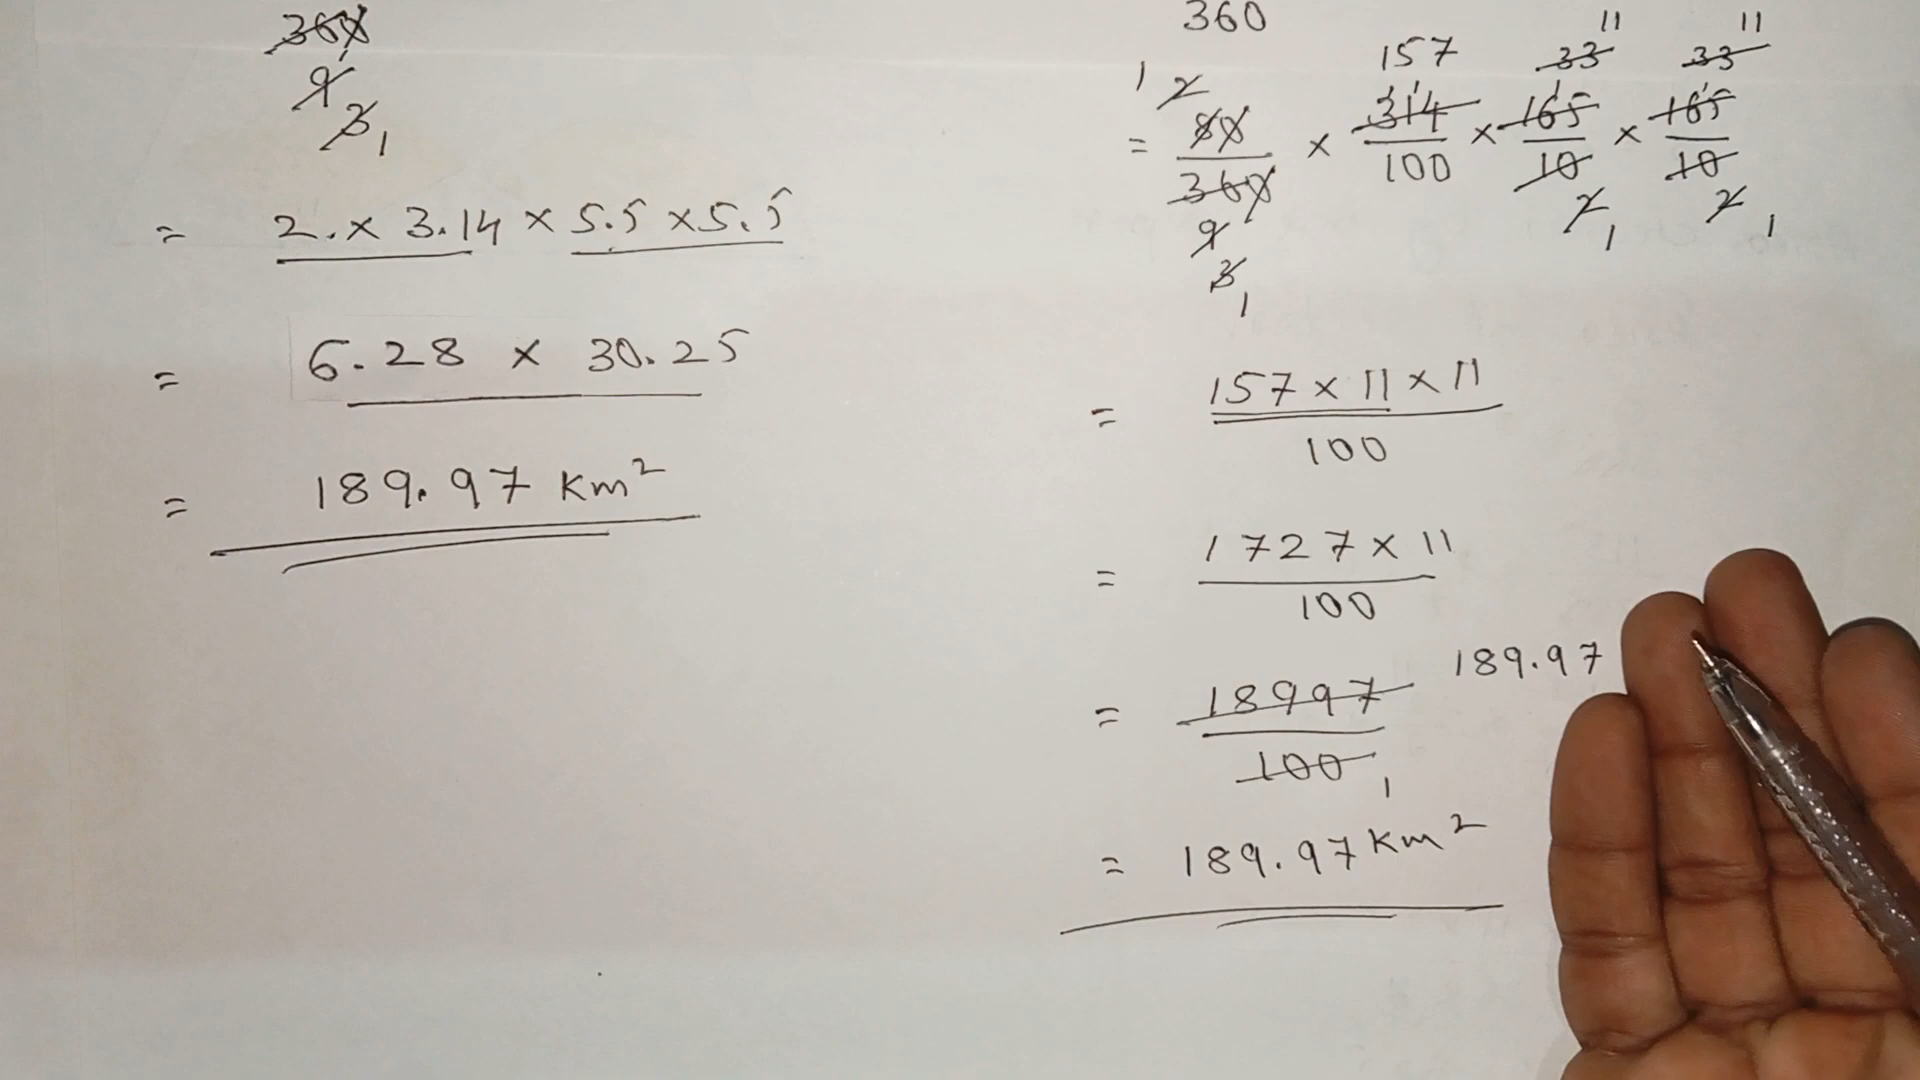 360
9
3 1
= 2. × 3.14 × 5.5 × 5.5
= 6.28 × 30.25
= 189.97 km²
360
157 33 11 33 11
1 2
= 80/360 × 314/100 × 165/10 × 165/10
9 2 1 2 1
3 1
= 157 × 11 × 11
100
= 1727 × 11
100
189.97
= 18997
100 1
= 189.97 km²